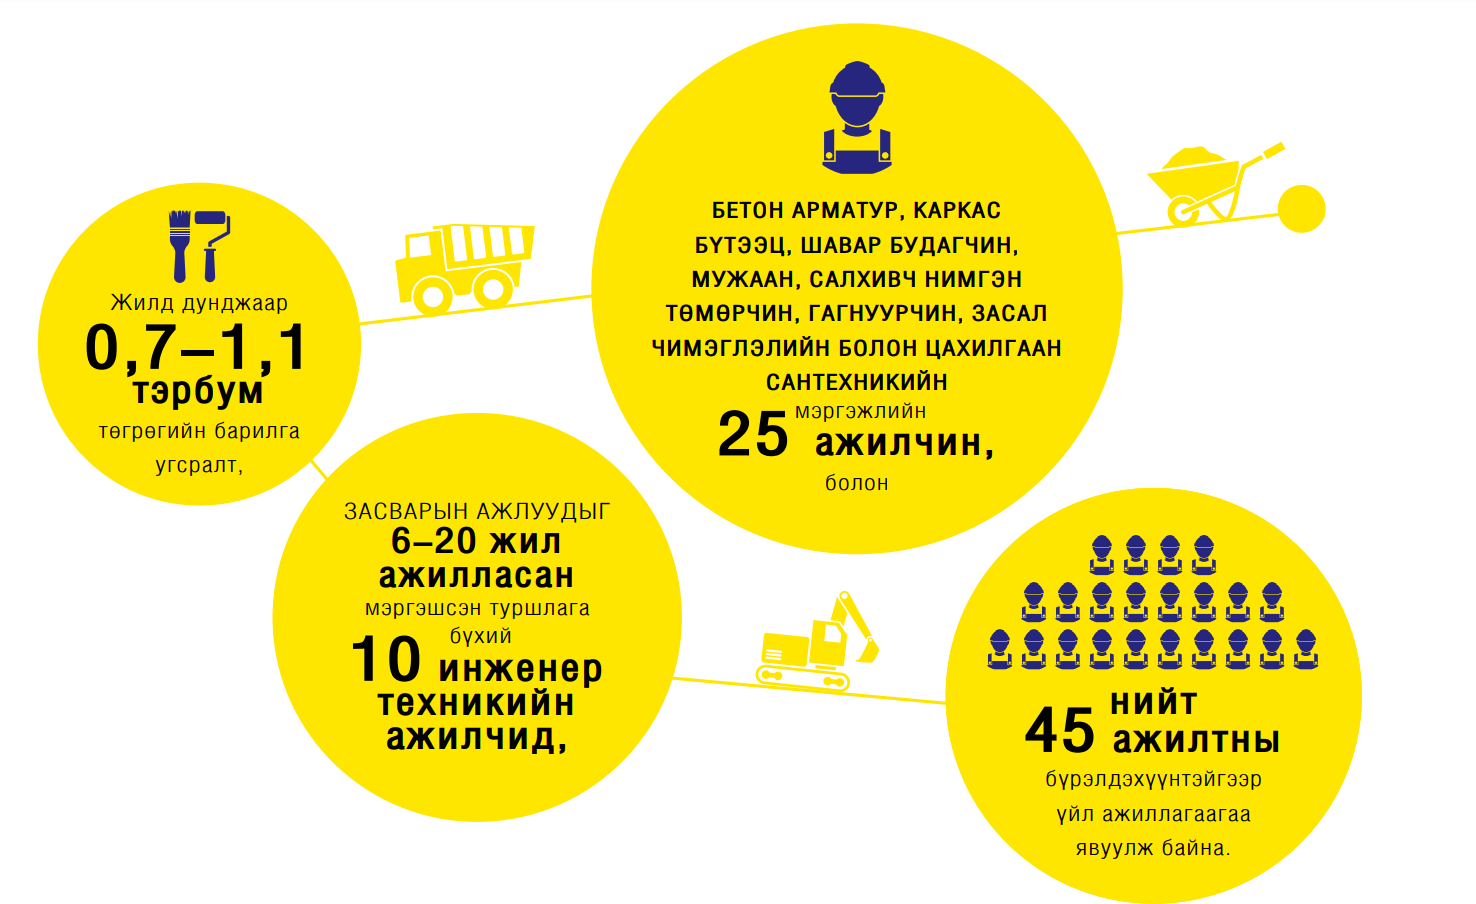 Жилд дунджаар
0,7–1,1
тэрбум
төгрөгийн барилга
угсралт,
ЗАСВАРЫН АЖЛУУДЫГ
6–20 жил
ажилласан
мэргэшсэн туршлага
бүхий
10 инженер
техникийн
ажилчид,
БЕТОН АРМАТУР, КАРКАС
БҮТЭЭЦ, ШАВАР БУДАГЧИН,
МУЖААН, САЛХИВЧ НИМГЭН
ТӨМӨРЧИН, ГАГНУУРЧИН, ЗАСАЛ
ЧИМЭГЛЭЛИЙН БОЛОН ЦАХИЛГААН
САНТЕХНИКИЙН
мэргэжлийн
25 ажилчин,
болон
нийт
45 ажилтны
бүрэлдэхүүнтэйгээр
үйл ажиллагаагаа
явуулж байна.